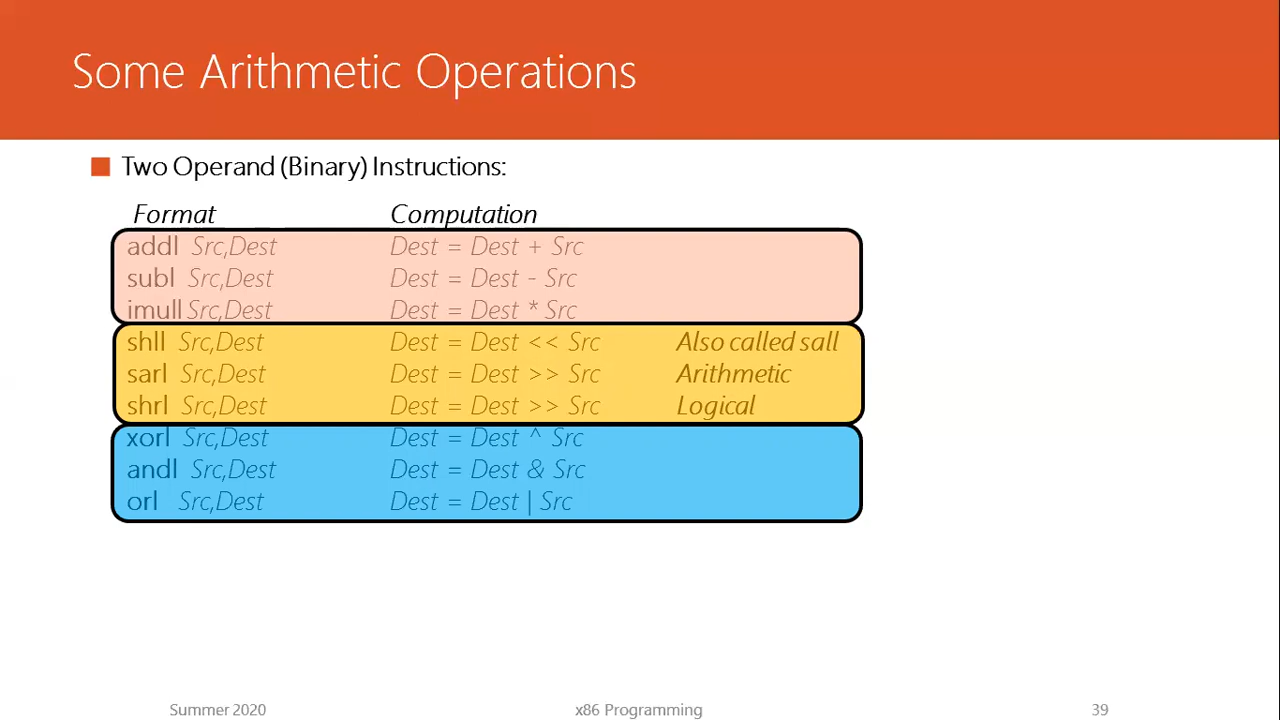 Some Arithmetic Operations
Two Operand (Binary) Instructions:
Format Computation
addl Src,Dest Dest = Dest + Src
subl Src,Dest Dest = Dest - Src
imull Src,Dest Dest = Dest * Src
shll Src,Dest Dest = Dest << Src Also called sall
sarl Src,Dest Dest = Dest >> Src Arithmetic
shrl Src,Dest Dest = Dest >> Src Logical
xorl Src,Dest Dest = Dest ^ Src
andl Src,Dest Dest = Dest & Src
orl Src,Dest Dest = Dest | Src
Summer 2020 x86 Programming 39